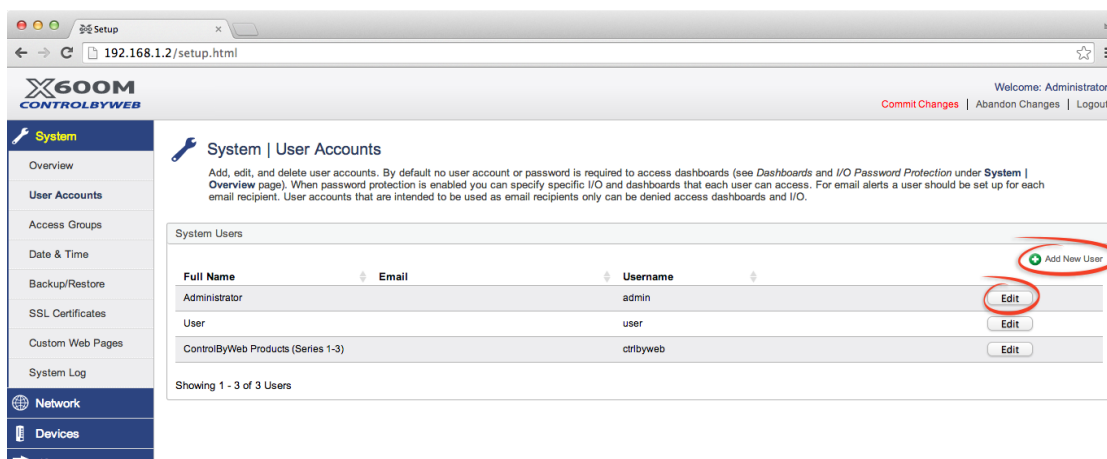 Setup
192.168.1.2/setup.html
X600M
CONTROLBYWEB
Welcome: Administrator
Commit Changes | Abandon Changes | Logout
System
Overview
User Accounts
Access Groups
Date & Time
Backup/Restore
SSL Certificates
Custom Web Pages
System Log
Network
Devices
System | User Accounts
Add, edit, and delete user accounts. By default no user account or password is required to access dashboards (see Dashboards and I/O Password Protection under System |
Overview page). When password protection is enabled you can specify specific I/O and dashboards that each user can access. For email alerts a user should be set up for each
email recipient. User accounts that are intended to be used as email recipients only can be denied access dashboards and I/O.
System Users
Add New User
Full Name Email Username
Administrator admin Edit
User user Edit
ControlByWeb Products (Series 1-3) ctrlbyweb Edit
Showing 1 - 3 of 3 Users